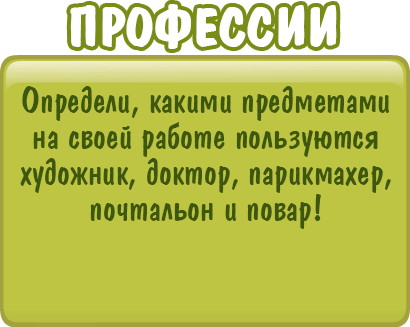 ПРОФЕССИИ
Определи, какими предметами
на своей работе пользуются
художник, доктор, парикмахер,
почтальон и повар!